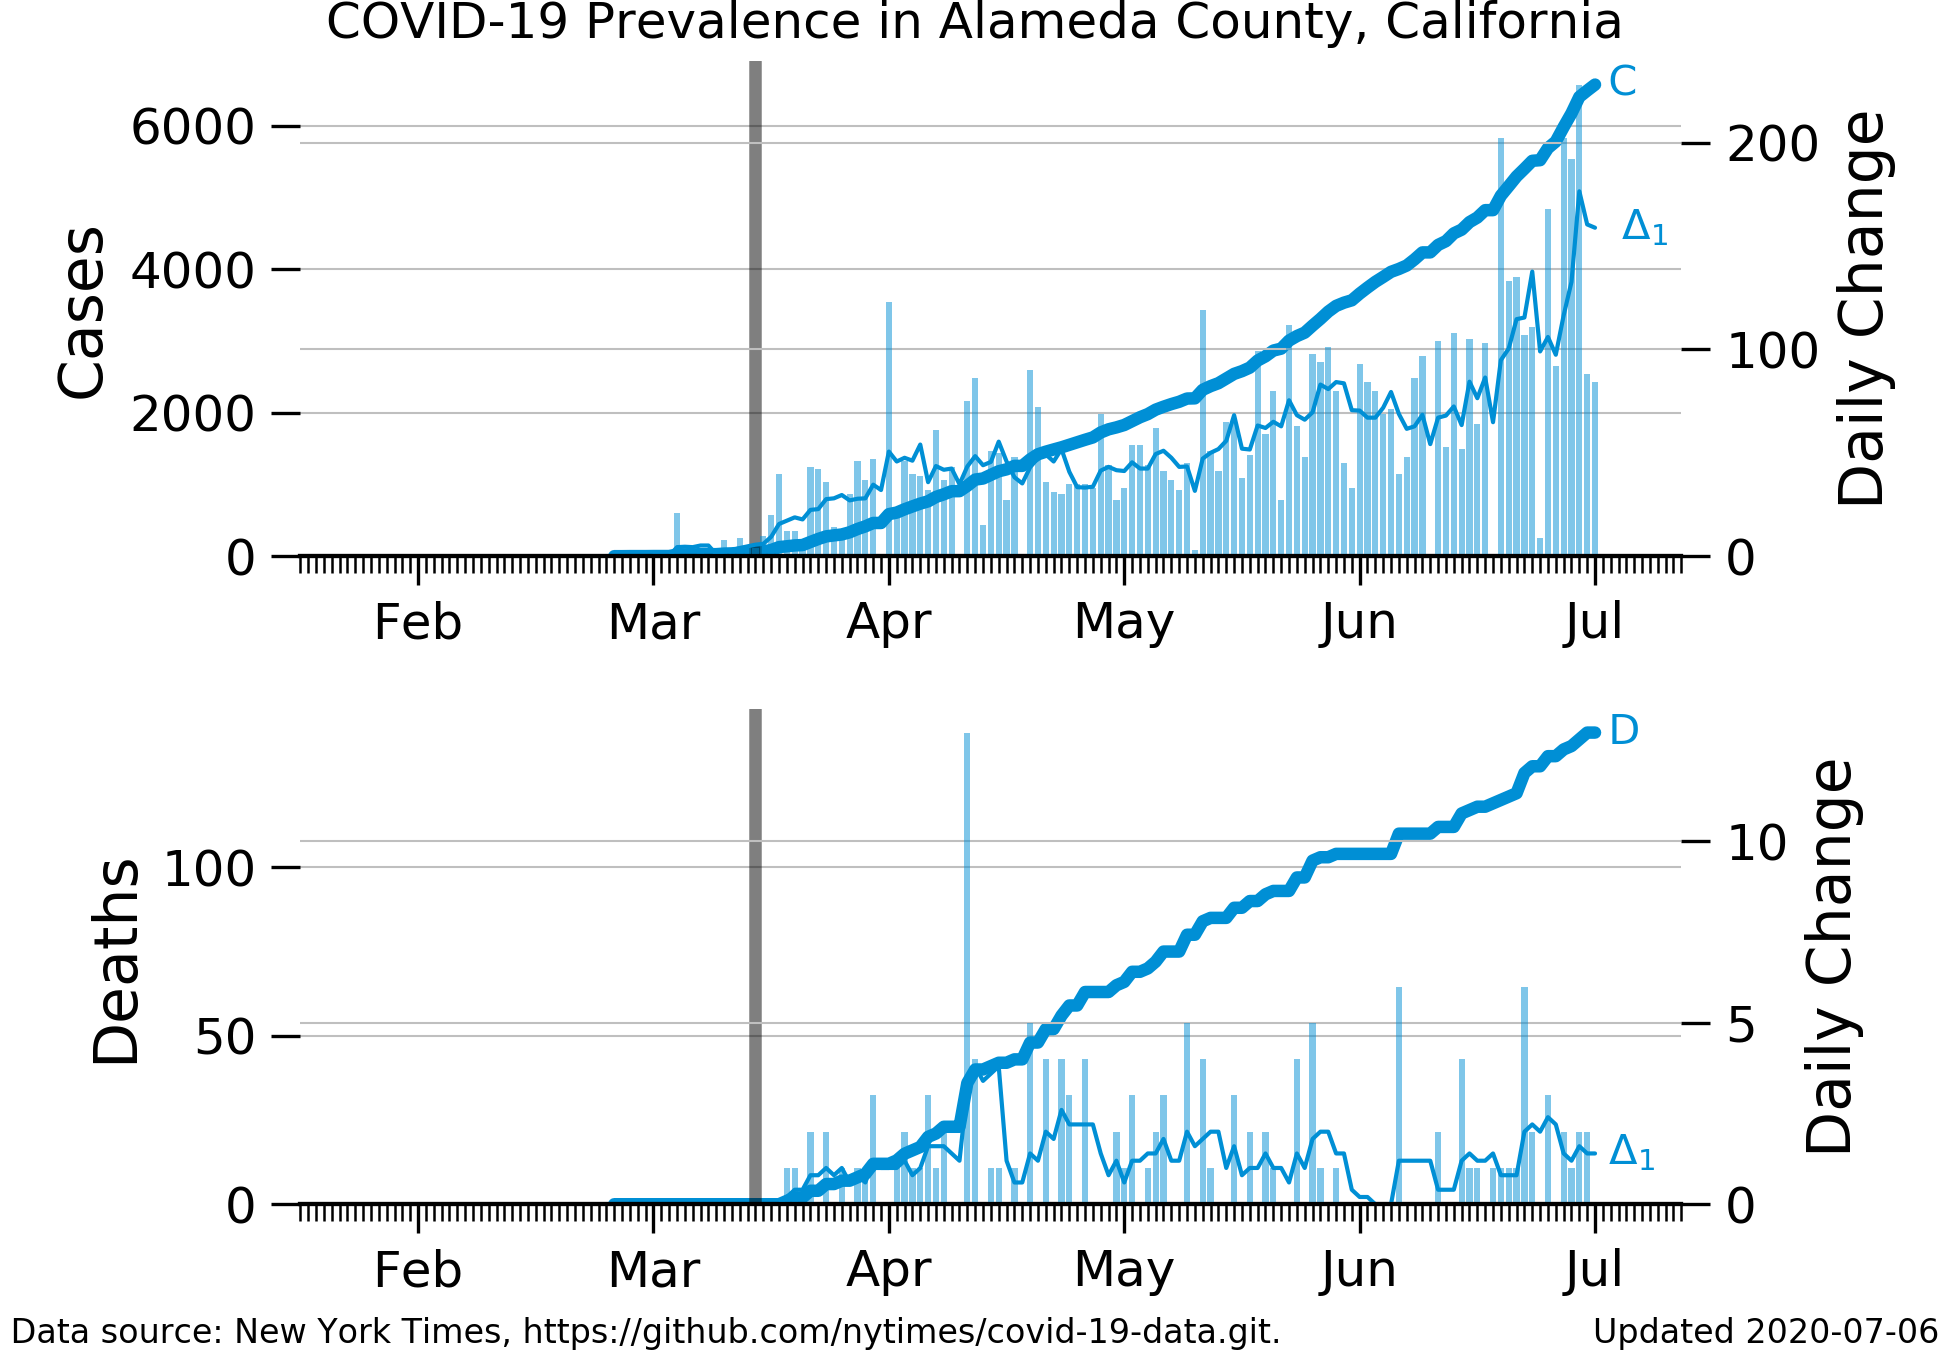 COVID-19 Prevalence in Alameda County, California
Cases
6000
4000
2000
0
C
Δ1
200
100
0
Daily Change
Feb Mar Apr May Jun Jul
Deaths
100
50
0
D
Δ1
10
5
0
Daily Change
Feb Mar Apr May Jun Jul
Data source: New York Times, https://github.com/nytimes/covid-19-data.git.
Updated 2020-07-06